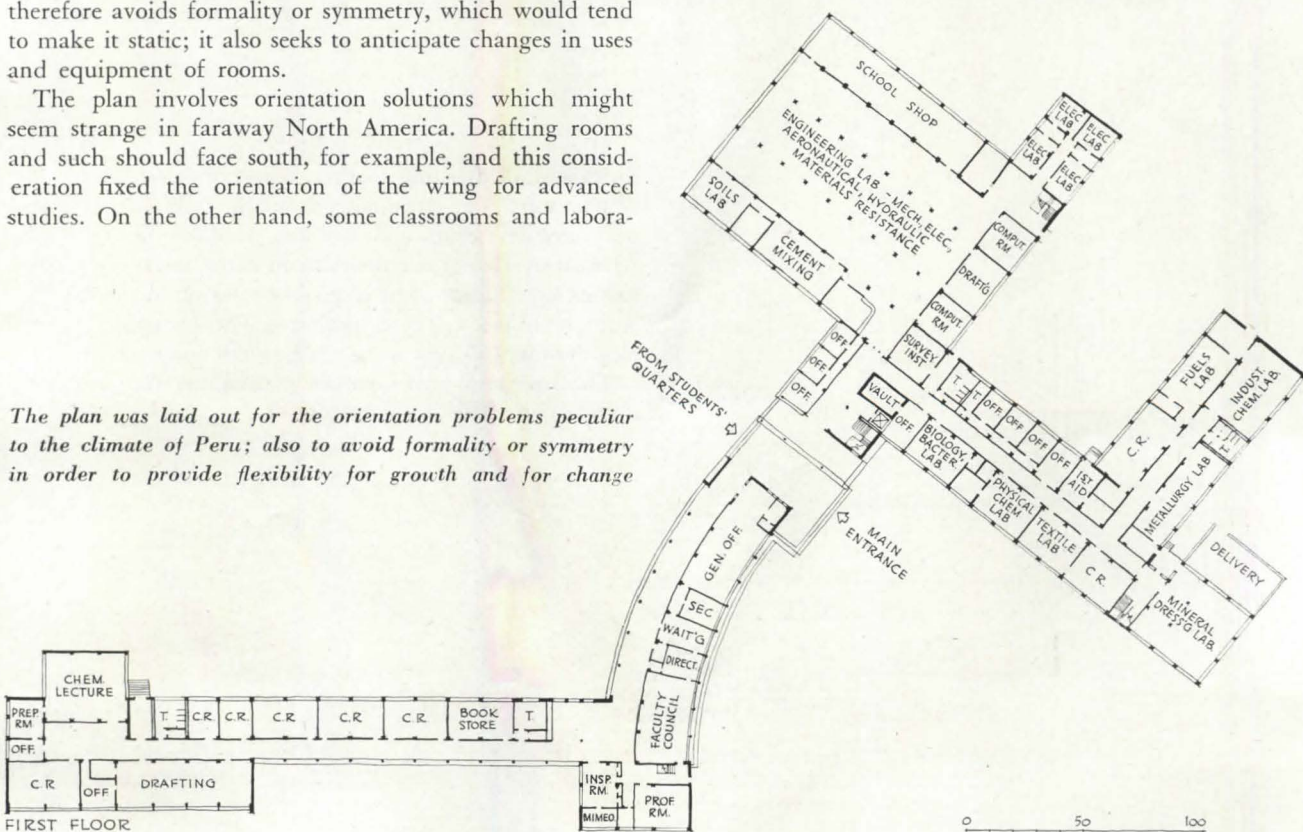 therefore avoids formality or symmetry, which would tend
to make it static; it also seeks to anticipate changes in uses
and equipment of rooms.
The plan involves orientation solutions which might
seem strange in faraway North America. Drafting rooms
and such should face south, for example, and this consid-
eration fixed the orientation of the wing for advanced
studies. On the other hand, some classrooms and labora-
The plan was laid out for the orientation problems peculiar
to the climate of Peru; also to avoid formality or symmetry
in order to provide flexibility for growth and for change
SCHOOL SHOP
ENGINEERING LAB - MECH, ELEC,
AERONAUTICAL, HYDRAULIC
MATERIALS RESISTANCE
SOILS
LAB
CEMENT
MIXING
ELEC
LAB
ELEC
LAB
ELEC
LAB
ELEC
LAB
COMPUT.
RM
DRAFT'G
COMPUT.
RM
SURVEY
INST
OFF
OFF
OFF
FROM STUDENTS'
QUARTERS
VAULT
OFF
T.
T.
OFF
OFF
OFF
OFF
1ST
AID
BIOLOGY
BACTER.
LAB
PHYSICAL
CHEM
LAB
TEXTILE
LAB
C.R.
C.R.
FUELS
LAB
INDUST.
CHEM. LAB.
METALLURGY LAB
DELIVERY
MINERAL
DRESS'G LAB.
MAIN
ENTRANCE
GEN. OFF.
SEC
WAIT'G
DIRECT.
FACULTY
COUNCIL
CHEM.
LECTURE
PREP.
RM
OFF.
C.R
OFF
DRAFTING
T.
C.R.
C.R.
C.R
C.R
C.R
BOOK
STORE
T.
INSP.
RM.
MIMEO.
PROF.
RM.
FIRST FLOOR
0 50 100